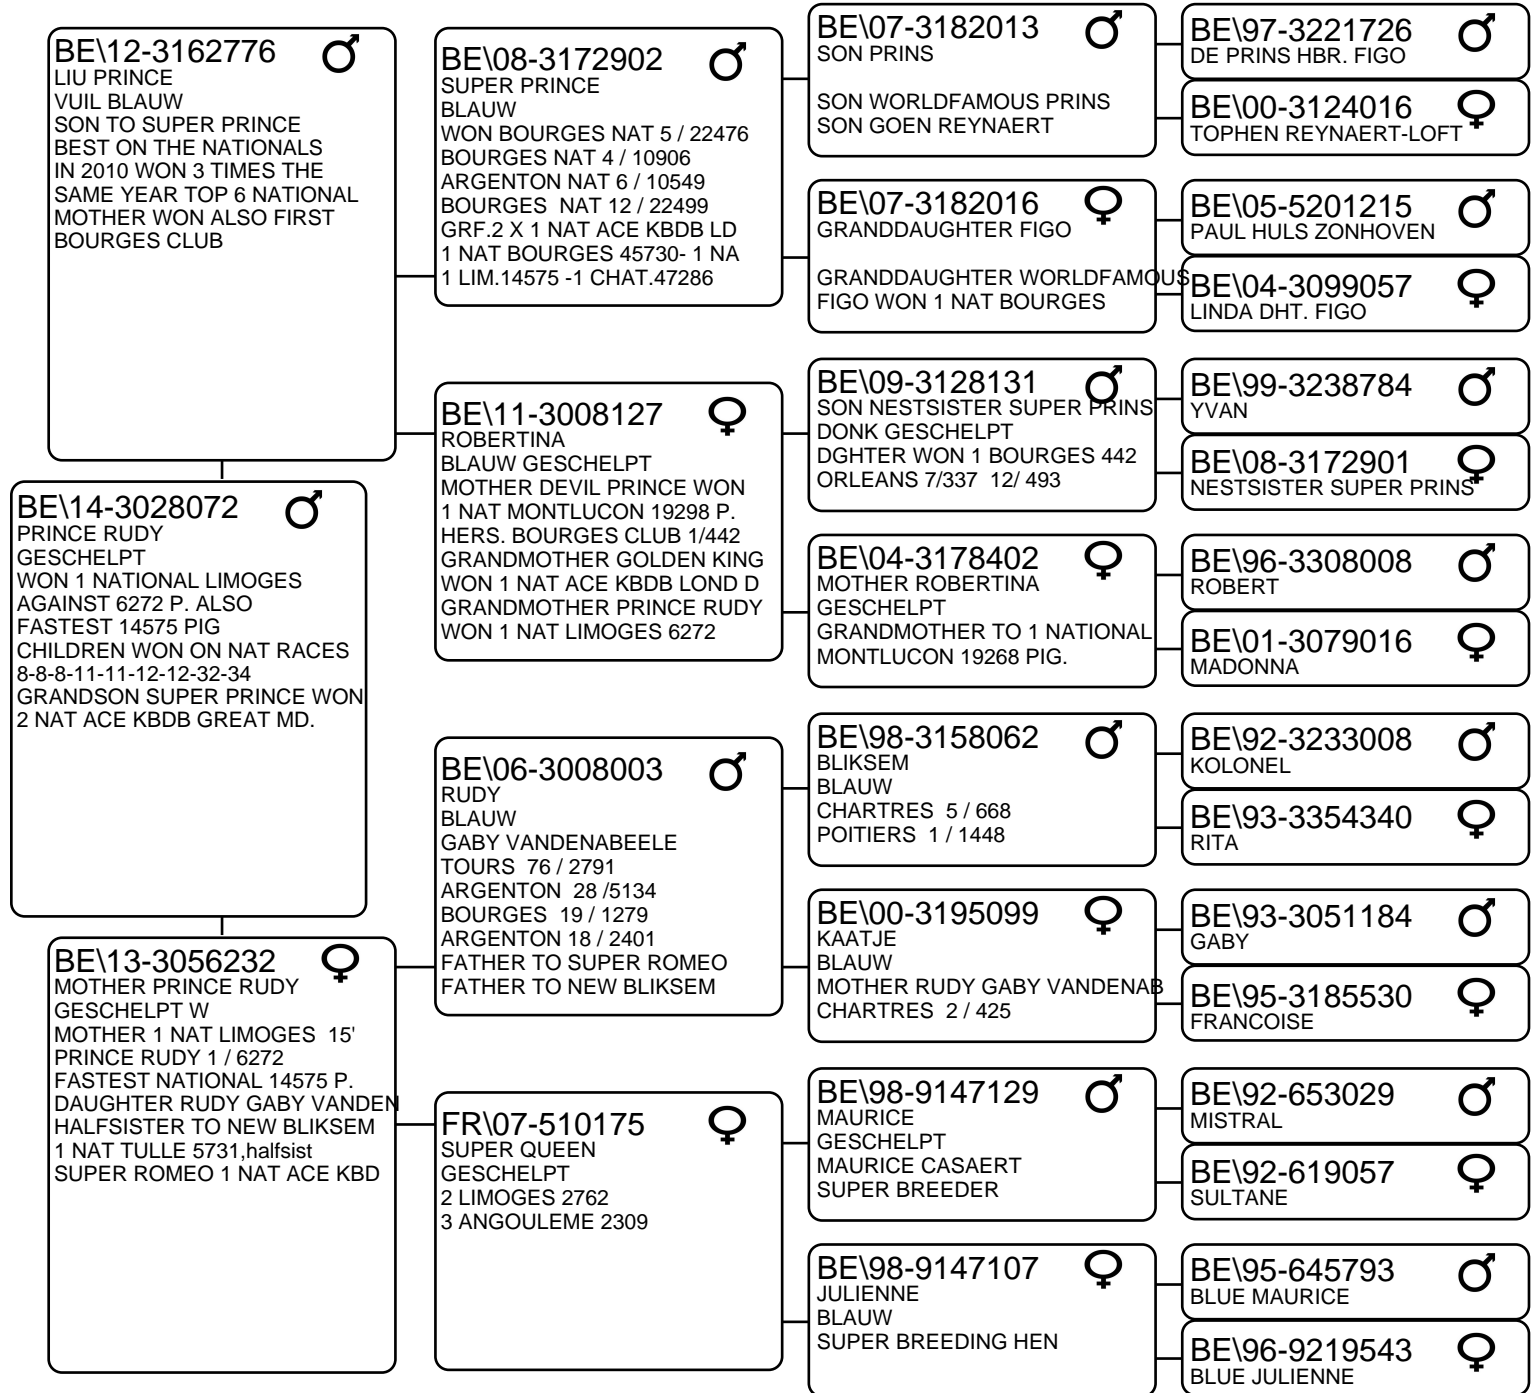 BE\12-3162776
LIU PRINCE
VUIL BLAUW
SON TO SUPER PRINCE
BEST ON THE NATIONALS
IN 2010 WON 3 TIMES THE
SAME YEAR TOP 6 NATIONAL
MOTHER WON ALSO FIRST
BOURGES CLUB
BE\14-3028072
PRINCE RUDY
GESCHELPT
WON 1 NATIONAL LIMOGES
AGAINST 6272 P. ALSO
FASTEST 14575 PIG
CHILDREN WON ON NAT RACES
8-8-8-11-11-12-12-32-34
GRANDSON SUPER PRINCE WON
2 NAT ACE KBDB GREAT MD.
BE\13-3056232
MOTHER PRINCE RUDY
GESCHELPT W
MOTHER 1 NAT LIMOGES 15'
PRINCE RUDY 1 / 6272
FASTEST NATIONAL 14575 P.
DAUGHTER RUDY GABY VANDEN
HALFSISTER TO NEW BLIKSEM
1 NAT TULLE 5731,halfsist
SUPER ROMEO 1 NAT ACE KBD
BE\08-3172902
SUPER PRINCE
BLAUW
WON BOURGES NAT 5 / 22476
BOURGES NAT 4 / 10906
ARGENTON NAT 6 / 10549
BOURGES NAT 12 / 22499
GRF.2 X 1 NAT ACE KBDB LD
1 NAT BOURGES 45730- 1 NA
1 LIM.14575 -1 CHAT.47286
BE\11-3008127
ROBERTINA
BLAUW GESCHELPT
MOTHER DEVIL PRINCE WON
1 NAT MONTLUCON 19298 P.
HERS. BOURGES CLUB 1/442
GRANDMOTHER GOLDEN KING
WON 1 NAT ACE KBDB LOND D
GRANDMOTHER PRINCE RUDY
WON 1 NAT LIMOGES 6272
BE\06-3008003
RUDY
BLAUW
GABY VANDENABEELE
TOURS 76 / 2791
ARGENTON 28 /5134
BOURGES 19 / 1279
ARGENTON 18 / 2401
FATHER TO SUPER ROMEO
FATHER TO NEW BLIKSEM
FR\07-510175
SUPER QUEEN
GESCHELPT
2 LIMOGES 2762
3 ANGOULEME 2309
BE\07-3182013
SON PRINS
SON WORLDFAMOUS PRINS
SON GOEN REYNAERT
BE\07-3182016
GRANDDAUGHTER FIGO
GRANDDAUGHTER WORLDFAMOUS
FIGO WON 1 NAT BOURGES
BE\09-3128131
SON NESTSISTER SUPER PRINS
DONK GESCHELPT
DGHTER WON 1 BOURGES 442
ORLEANS 7/337 12/ 493
BE\04-3178402
MOTHER ROBERTINA
GESCHELPT
GRANDMOTHER TO 1 NATIONAL
MONTLUCON 19268 PIG.
BE\98-3158062
BLIKSEM
BLAUW
CHARTRES 5 / 668
POITIERS 1 / 1448
BE\00-3195099
KAATJE
BLAUW
MOTHER RUDY GABY VANDENAB
CHARTRES 2 / 425
BE\98-9147129
MAURICE
GESCHELPT
MAURICE CASAERT
SUPER BREEDER
BE\98-9147107
JULIENNE
BLAUW
SUPER BREEDING HEN
BE\97-3221726
DE PRINS HBR. FIGO
BE\00-3124016
TOPHEN REYNAERT-LOFT
BE\05-5201215
PAUL HULS ZONHOVEN
BE\04-3099057
LINDA DHT. FIGO
BE\99-3238784
YVAN
BE\08-3172901
NESTSISTER SUPER PRINS
BE\96-3308008
ROBERT
BE\01-3079016
MADONNA
BE\92-3233008
KOLONEL
BE\93-3354340
RITA
BE\93-3051184
GABY
BE\95-3185530
FRANCOISE
BE\92-653029
MISTRAL
BE\92-619057
SULTANE
BE\95-645793
BLUE MAURICE
BE\96-9219543
BLUE JULIENNE